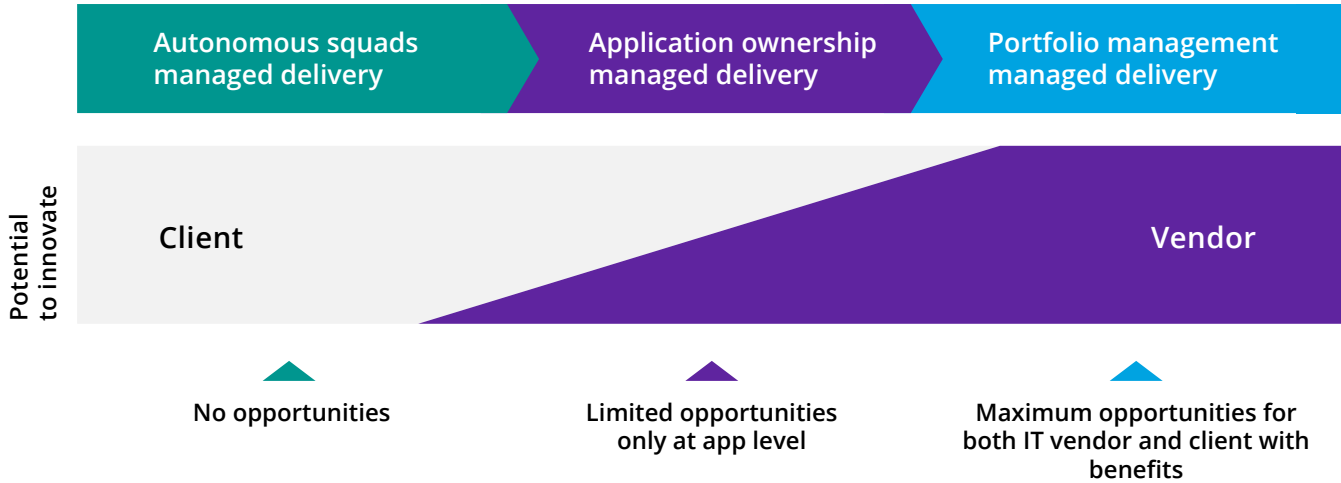 Autonomous squads
managed delivery
Application ownership
managed delivery
Portfolio management
managed delivery
Potential
to innovate
Client
Vendor
No opportunities
Limited opportunities
only at app level
Maximum opportunities for
both IT vendor and client with
benefits